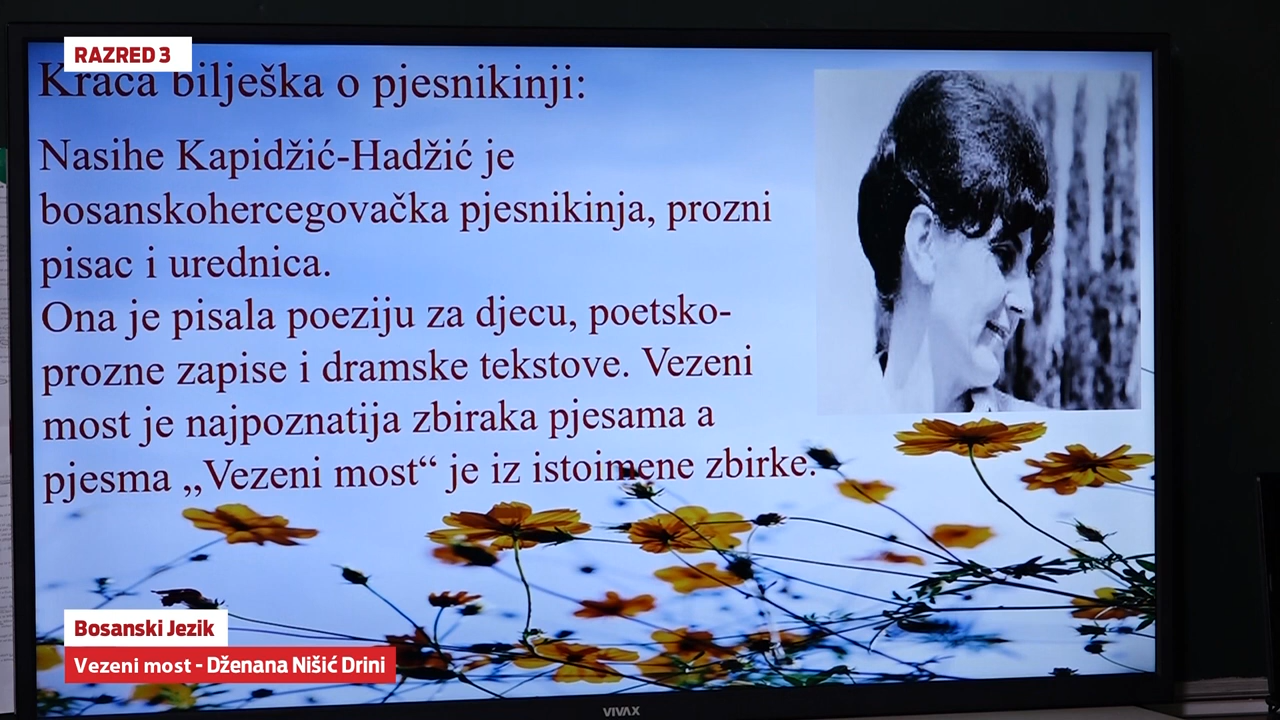 RAZRED 3
Kraća bilješka o pjesnikinji:
Nasihe Kapidžić-Hadžić je
bosanskohercegovačka pjesnikinja, prozni
pisac i urednica.
Ona je pisala poeziju za djecu, poetsko-
prozne zapise i dramske tekstove. Vezeni
most je najpoznatija zbiraka pjesama a
pjesma „Vezeni most“ je iz istoimene zbirke.
Bosanski Jezik
Vezeni most - Dženana Nišić Drini
VIVAX